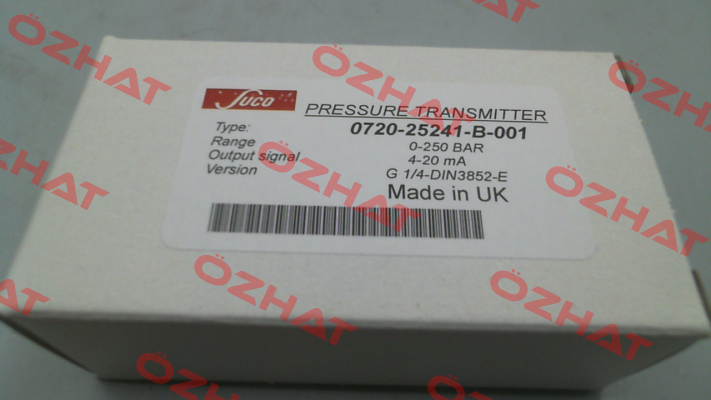 SUCO
PRESSURE TRANSMITTER
Type: 0720-25241-B-001
Range 0-250 BAR
Output signal 4-20 mA
Version G 1/4-DIN3852-E
Made in UK
ÖZHAT
ÖZHAT
ÖZHAT
ÖZHAT
ÖZHAT
ÖZHAT
ÖZHAT
ÖZHAT
ÖZHAT